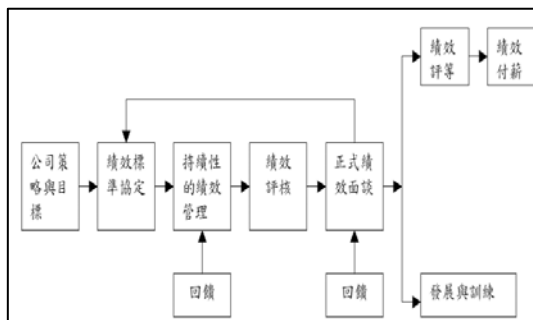 績效
評等
績效
付薪
公司策
略與目
標
績效標
準協定
持續性
的績效
管理
績效
評核
正式績
效面談
回饋
回饋
發展與訓練